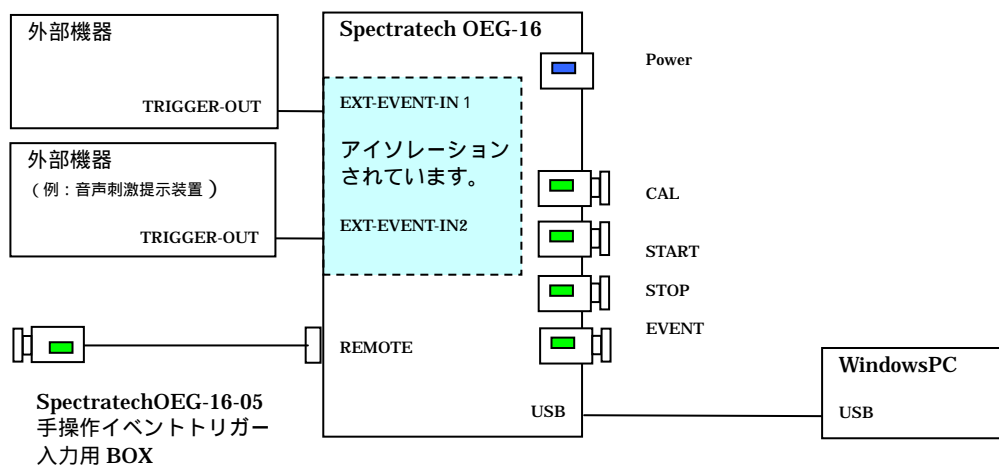 外部機器
TRIGGER-OUT
外部機器
(例:音声刺激提示装置)
TRIGGER-OUT
Spectratech OEG-16
EXT-EVENT-IN 1
アイソレーション
されています。
EXT-EVENT-IN2
REMOTE
USB
Power
CAL
START
STOP
EVENT
SpectratechOEG-16-05
手操作イベントトリガー
入力用 BOX
WindowsPC
USB